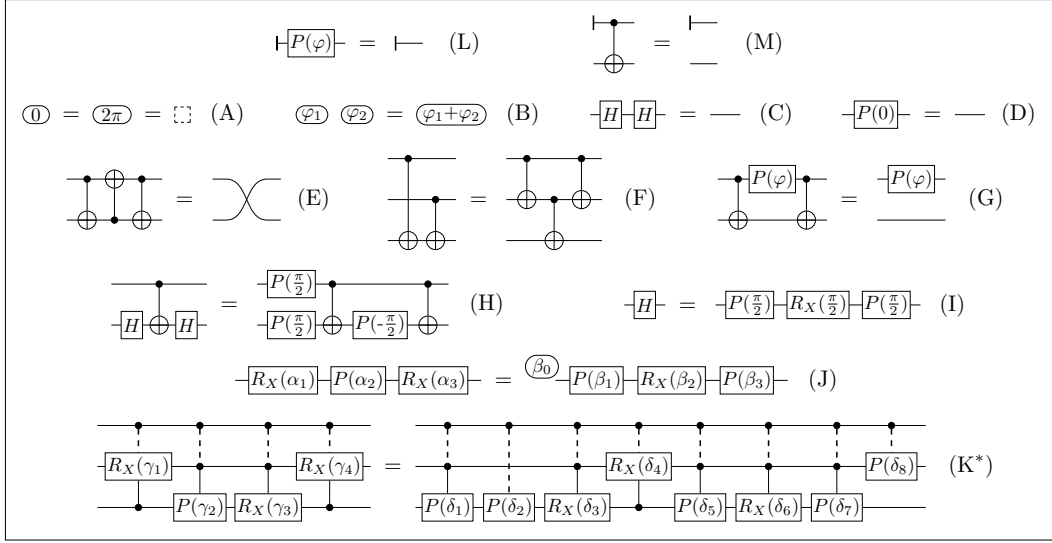 P(φ) = (L) = (M)
0 = 2π = (A) φ₁ φ₂ = φ₁+φ₂ (B) H H = (C) P(0) = (D)
= (E) = (F) P(φ) = P(φ) (G)
H H = P(π/2) P(π/2) P(-π/2) (H) H = P(π/2) R_X(π/2) P(π/2) (I)
R_X(α₁) P(α₂) R_X(α₃) = β₀ P(β₁) R_X(β₂) P(β₃) (J)
R_X(γ₁) P(γ₂) R_X(γ₃) R_X(γ₄) = P(δ₁) P(δ₂) R_X(δ₃) R_X(δ₄) P(δ₅) R_X(δ₆) P(δ₇) P(δ₈) (K*)